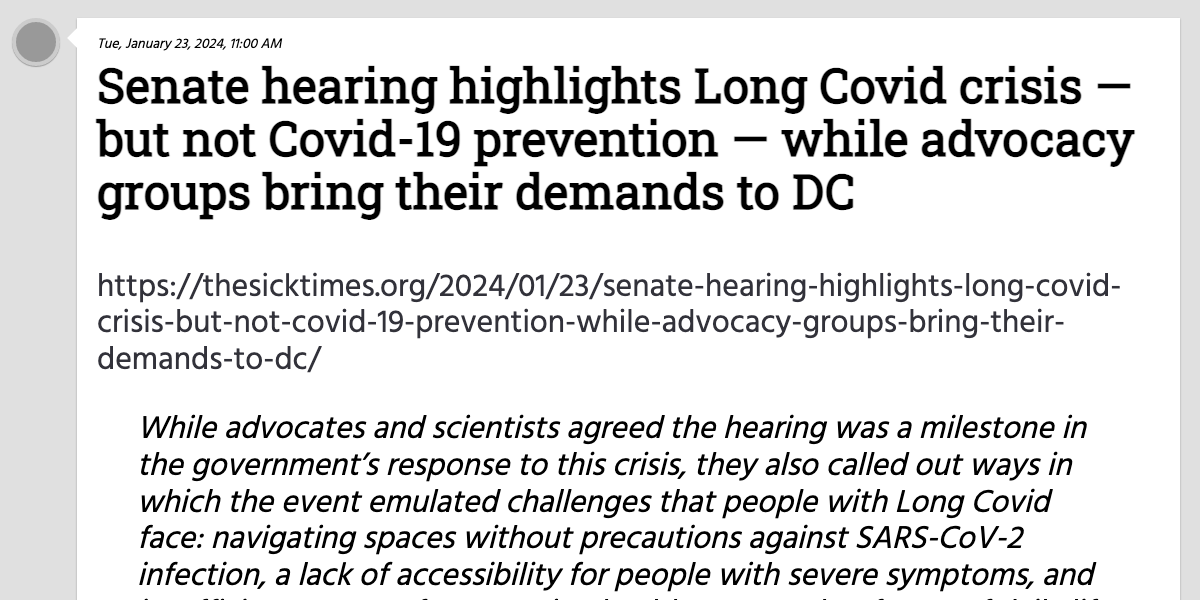 Tue, January 23, 2024, 11:00 AM
Senate hearing highlights Long Covid crisis —
but not Covid-19 prevention — while advocacy
groups bring their demands to DC
https://thesicktimes.org/2024/01/23/senate-hearing-highlights-long-covid-
crisis-but-not-covid-19-prevention-while-advocacy-groups-bring-their-
demands-to-dc/
While advocates and scientists agreed the hearing was a milestone in
the government’s response to this crisis, they also called out ways in
which the event emulated challenges that people with Long Covid
face: navigating spaces without precautions against SARS-CoV-2
infection, a lack of accessibility for people with severe symptoms, and